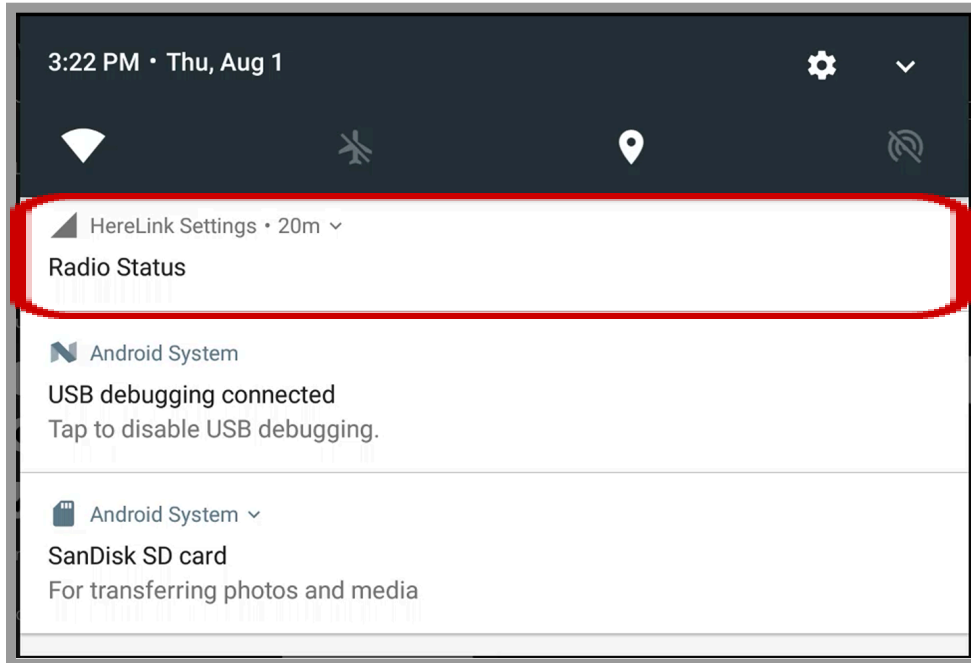 3:22 PM • Thu, Aug 1
HereLink Settings • 20m
Radio Status
Android System
USB debugging connected
Tap to disable USB debugging.
Android System
SanDisk SD card
For transferring photos and media